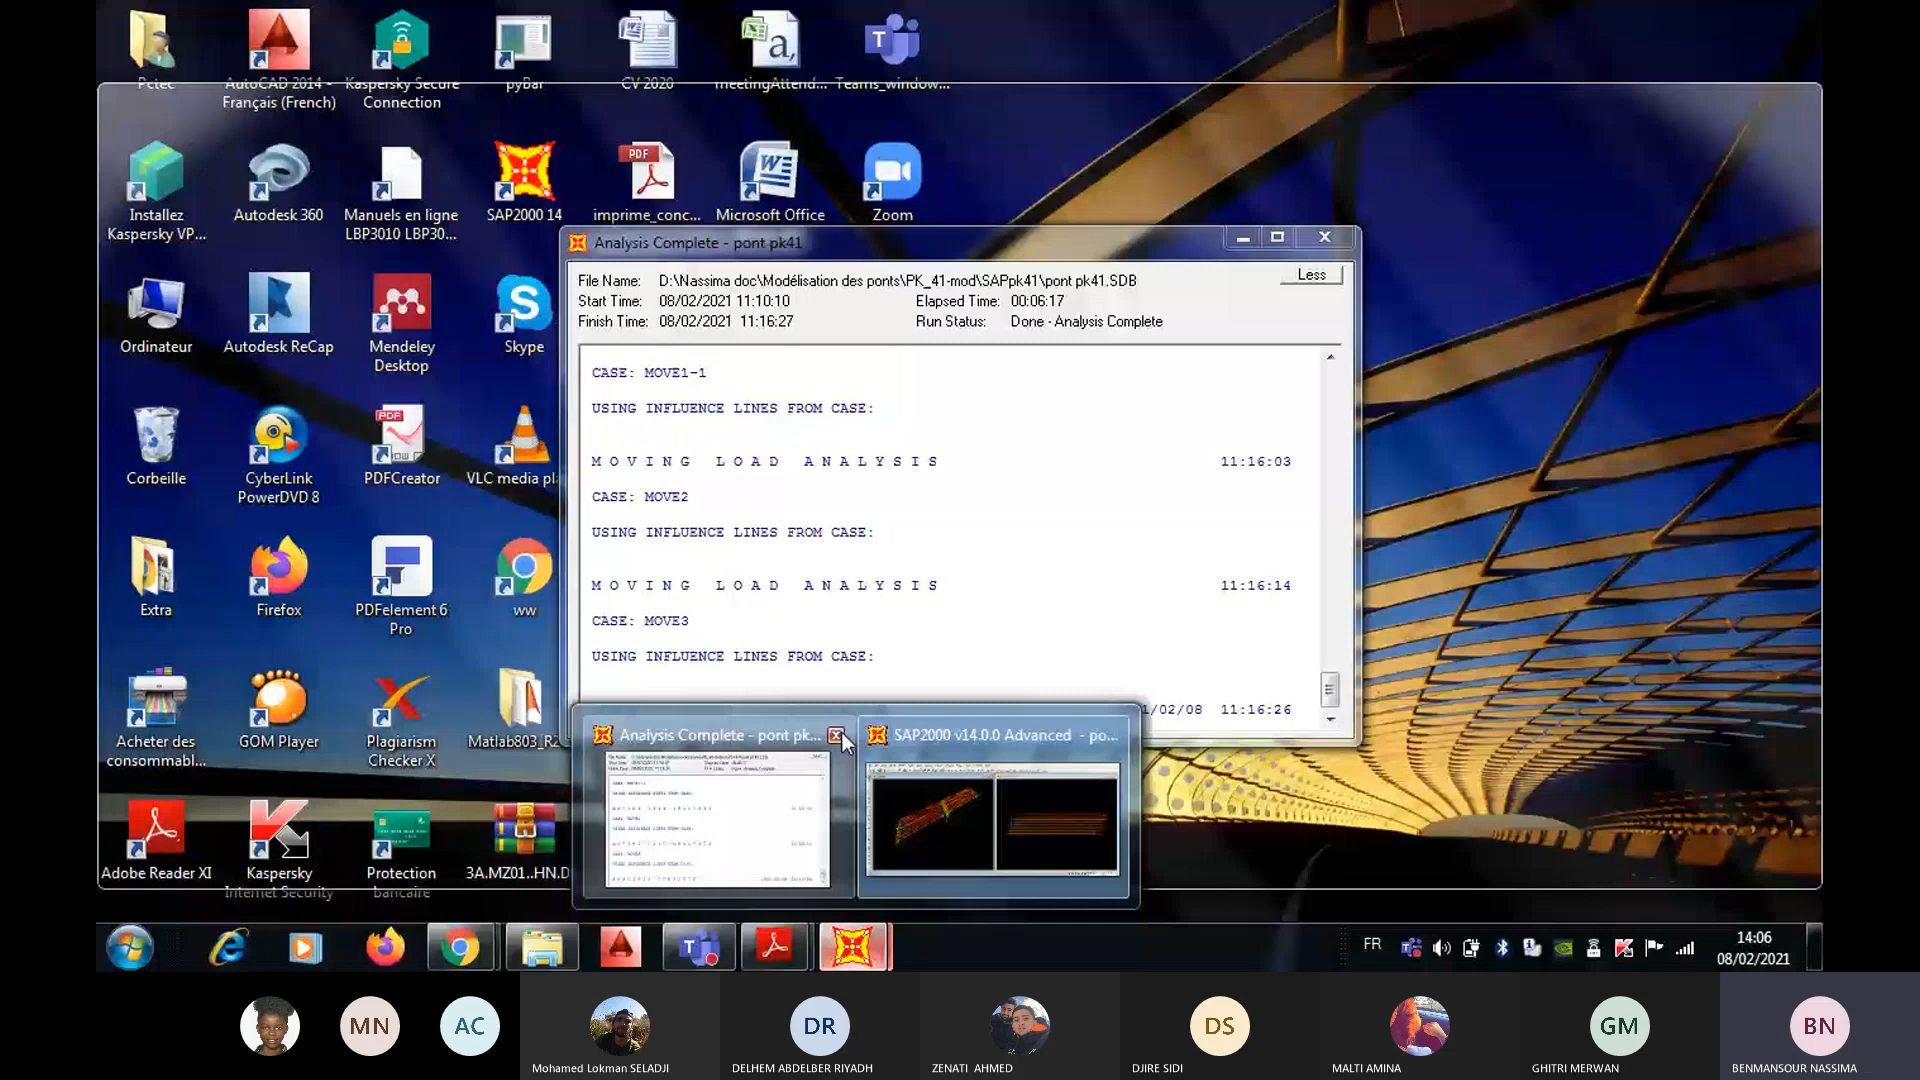 Pctec
AutoCAD 2014 -
Français (French)
Kaspersky Secure
Connection
pyBar
CV 2020
meetingAttend...
Teams_window...
Installez
Kaspersky VP...
Autodesk 360
Manuels en ligne
LBP3010 LBP30...
SAP2000 14
PDF
imprime_conc...
Microsoft Office
Zoom
Analysis Complete - pont pk41
Less
File Name: D:\Nassima doc\Modélisation des ponts\PK_41-mod\SAPpk41\pont pk41.SDB
Start Time: 08/02/2021 11:10:10 Elapsed Time: 00:06:17
Finish Time: 08/02/2021 11:16:27 Run Status: Done - Analysis Complete
Ordinateur
Autodesk ReCap
Mendeley
Desktop
Skype
CASE: MOVE1-1
USING INFLUENCE LINES FROM CASE:
M O V I N G L O A D A N A L Y S I S 11:16:03
CASE: MOVE2
USING INFLUENCE LINES FROM CASE:
M O V I N G L O A D A N A L Y S I S 11:16:14
CASE: MOVE3
USING INFLUENCE LINES FROM CASE:
1/02/08 11:16:26
Corbeille
CyberLink
PowerDVD 8
PDF
PDFCreator
VLC media pl
Extra
Firefox
PDFelement 6
Pro
ww
Acheter des
consommabl...
GOM Player
Plagiarism
Checker X
Matlab803_R2
Analysis Complete - pont pk...
SAP2000 v14.0.0 Advanced - po...
Adobe Reader XI
Kaspersky
Internet Security
Protection
bancaire
3A.MZ01..HN.D
FR
14:06
08/02/2021
MN
AC
Mohamed Lokman SELADJI
DR
DELHEM ABDELBER RIYADH
ZENATI AHMED
DS
DJIRE SIDI
MALTI AMINA
GM
GHITRI MERWAN
BN
BENMANSOUR NASSIMA